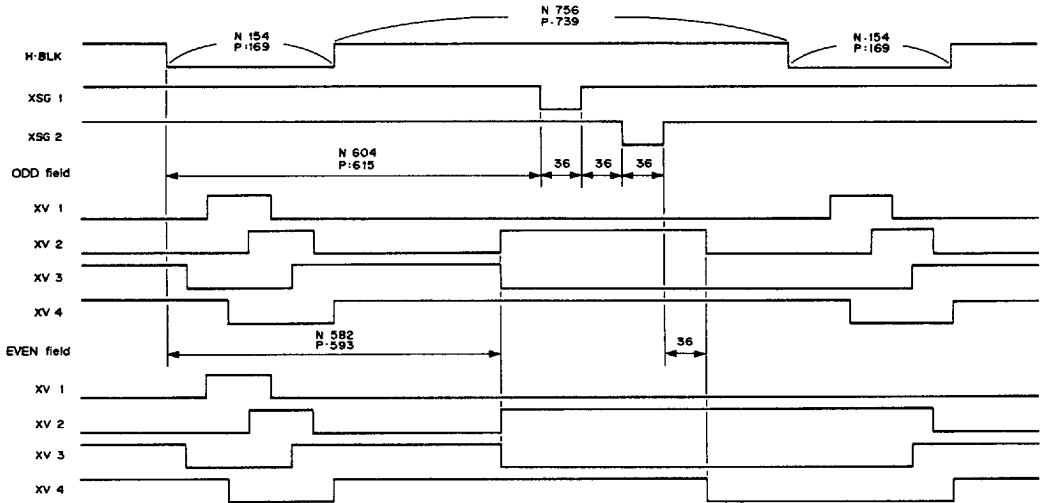 N 756
P·739
N 154
P:169
N·154
P:169
H·BLK
XSG 1
XSG 2
N 604
P:615
36
36
36
ODD field
XV 1
XV 2
XV 3
XV 4
N 582
P·593
36
EVEN field
XV 1
XV 2
XV 3
XV 4